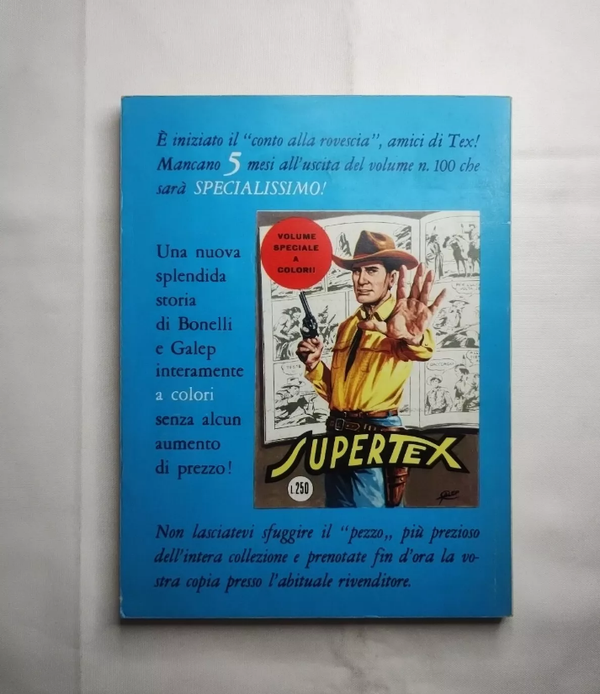 È iniziato il "conto alla rovescia", amici di Tex!
Mancano 5 mesi all'uscita del volume n. 100 che
sarà SPECIALISSIMO!
Una nuova
splendida
storia
di Bonelli
e Galep
interamente
a colori
senza alcun
aumento
di prezzo!
VOLUME
SPECIALE
A
COLORI!
SUPERTEX
L.250
Non lasciatevi sfuggire il "pezzo„ più prezioso
dell'intera collezione e prenotate fin d'ora la vo-
stra copia presso l'abituale rivenditore.